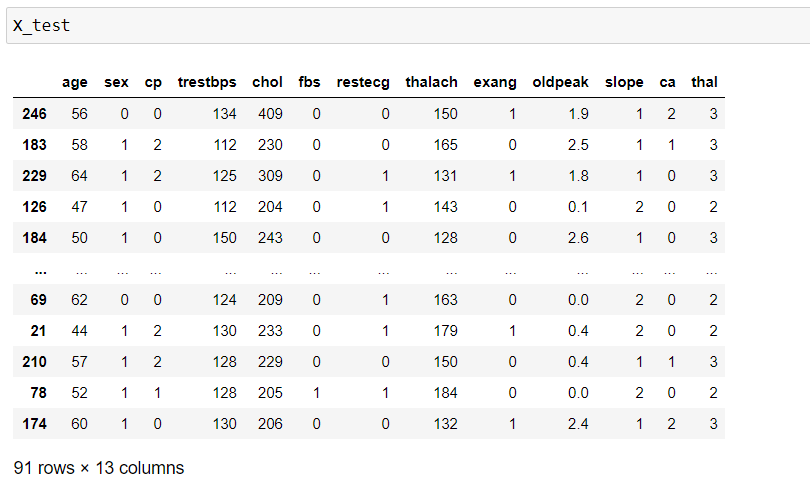 X_test
age sex cp trestbps chol fbs restecg thalach exang oldpeak slope ca thal
246 56 0 0 134 409 0 0 150 1 1.9 1 2 3
183 58 1 2 112 230 0 0 165 0 2.5 1 1 3
229 64 1 2 125 309 0 1 131 1 1.8 1 0 3
126 47 1 0 112 204 0 1 143 0 0.1 2 0 2
184 50 1 0 150 243 0 0 128 0 2.6 1 0 3
... ... ... ... ... ... ... ... ... ... ... ... ... ...
69 62 0 0 124 209 0 1 163 0 0.0 2 0 2
21 44 1 2 130 233 0 1 179 1 0.4 2 0 2
210 57 1 2 128 229 0 0 150 0 0.4 1 1 3
78 52 1 1 128 205 1 1 184 0 0.0 2 0 2
174 60 1 0 130 206 0 0 132 1 2.4 1 2 3
91 rows × 13 columns